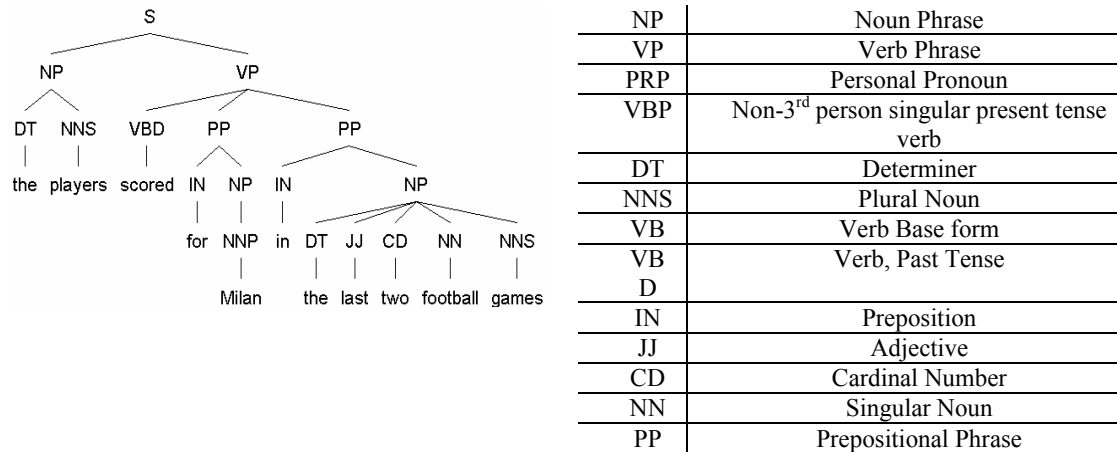 S
NP VP
DT NNS VBD PP PP
the players scored IN NP IN NP
for NNP in DT JJ CD NN NNS
Milan the last two football games
NP Noun Phrase
VP Verb Phrase
PRP Personal Pronoun
VBP Non-3rd person singular present tense
verb
DT Determiner
NNS Plural Noun
VB Verb Base form
VB Verb, Past Tense
D
IN Preposition
JJ Adjective
CD Cardinal Number
NN Singular Noun
PP Prepositional Phrase